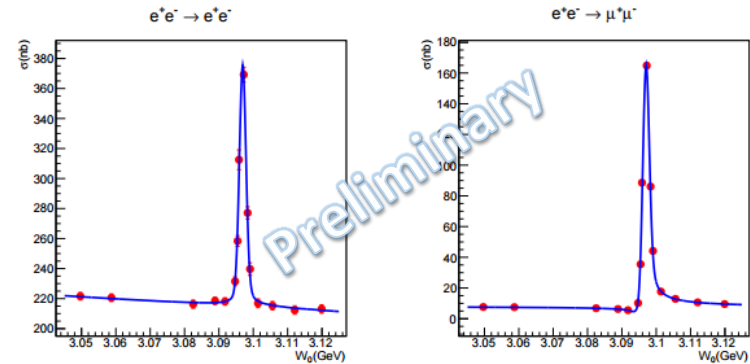 e⁺e⁻ → e⁺e⁻
σ(nb)
380
360
340
320
300
280
260
240
220
200
3.05 3.06 3.07 3.08 3.09 3.1 3.11 3.12
W₀(GeV)
e⁺e⁻ → μ⁺μ⁻
σ(nb)
180
160
140
120
100
80
60
40
20
0
3.05 3.06 3.07 3.08 3.09 3.1 3.11 3.12
W₀(GeV)
Preliminary